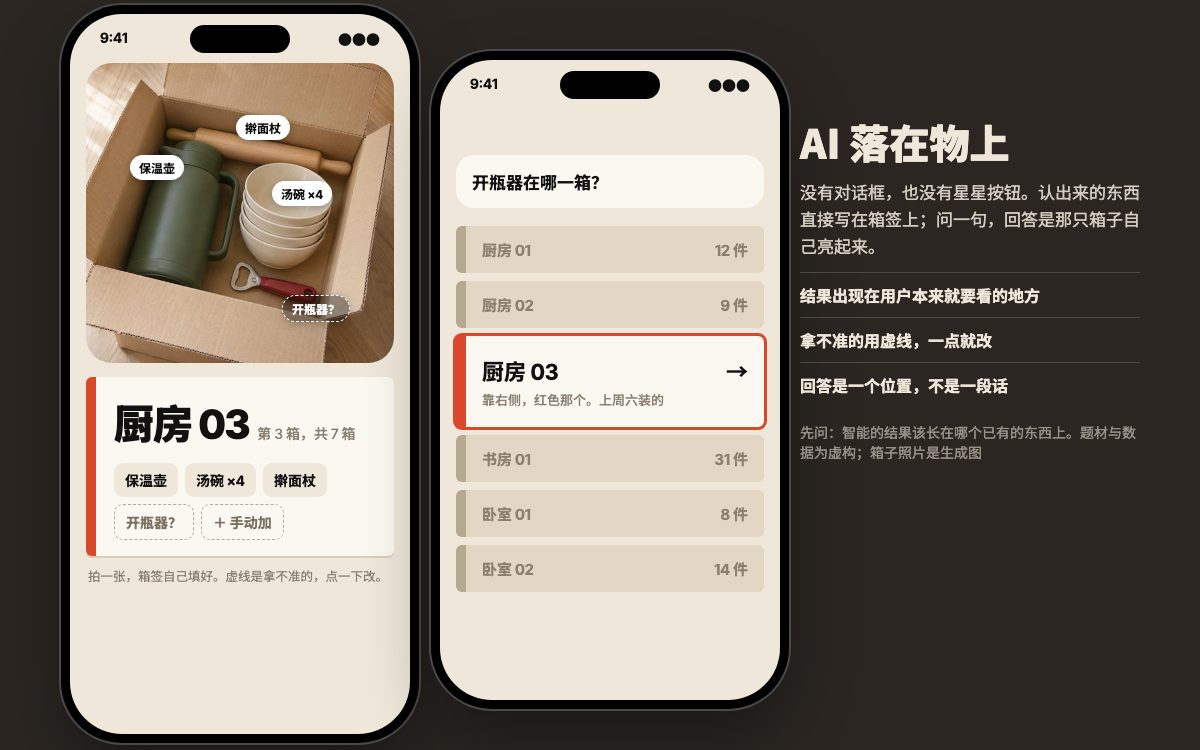 9:41
擀面杖
保温壶
汤碗 ×4
开瓶器?
厨房 03 第 3 箱，共 7 箱
保温壶 汤碗 ×4 擀面杖
开瓶器? + 手动加
拍一张，箱签自己填好。虚线是拿不准的，点一下改。
9:41
开瓶器在哪一箱?
厨房 01 12 件
厨房 02 9 件
厨房 03 →
靠右侧，红色那个。上周六装的
书房 01 31 件
卧室 01 8 件
卧室 02 14 件
AI 落在物上
没有对话框，也没有星星按钮。认出来的东西
直接写在箱签上；问一句，回答是那只箱子自
己亮起来。
结果出现在用户本来就要看的地方
拿不准的用虚线，一点就改
回答是一个位置，不是一段话
先问：智能的结果该长在哪个已有的东西上。题材与数
据为虚构；箱子照片是生成图